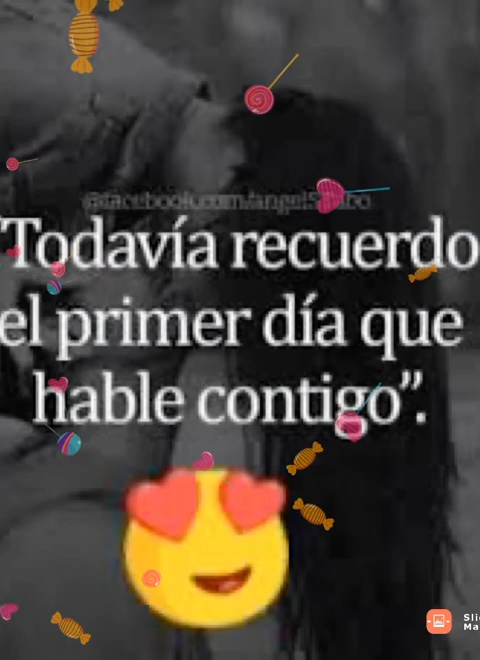 "Todavía recuerdo
el primer día que
hable contigo".